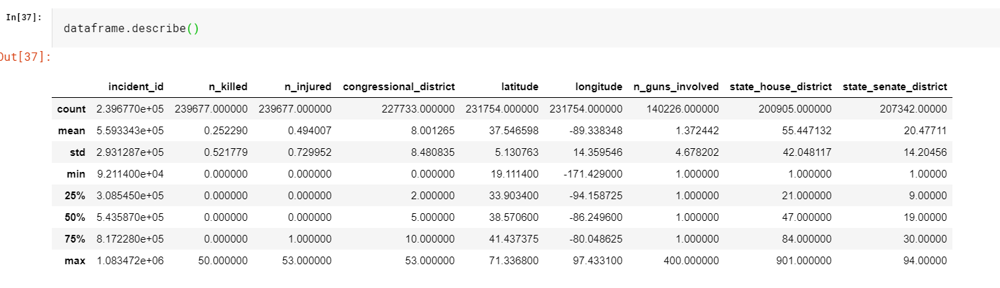 In[37]:
dataframe.describe()
Out[37]:
incident_id n_killed n_injured congressional_district latitude longitude n_guns_involved state_house_district state_senate_district
count 2.396770e+05 239677.000000 239677.000000 227733.000000 231754.000000 231754.000000 140226.000000 200905.000000 207342.00000
mean 5.593343e+05 0.252290 0.494007 8.001265 37.546598 -89.338348 1.372442 55.447132 20.47711
std 2.931287e+05 0.521779 0.729952 8.480835 5.130763 14.359546 4.678202 42.048117 14.20456
min 9.211400e+04 0.000000 0.000000 0.000000 19.111400 -171.429000 1.000000 1.000000 1.00000
25% 3.085450e+05 0.000000 0.000000 2.000000 33.903400 -94.158725 1.000000 21.000000 9.00000
50% 5.435870e+05 0.000000 0.000000 5.000000 38.570600 -86.249600 1.000000 47.000000 19.00000
75% 8.172280e+05 0.000000 1.000000 10.000000 41.437375 -80.048625 1.000000 84.000000 30.00000
max 1.083472e+06 50.000000 53.000000 53.000000 71.336800 97.433100 400.000000 901.000000 94.00000